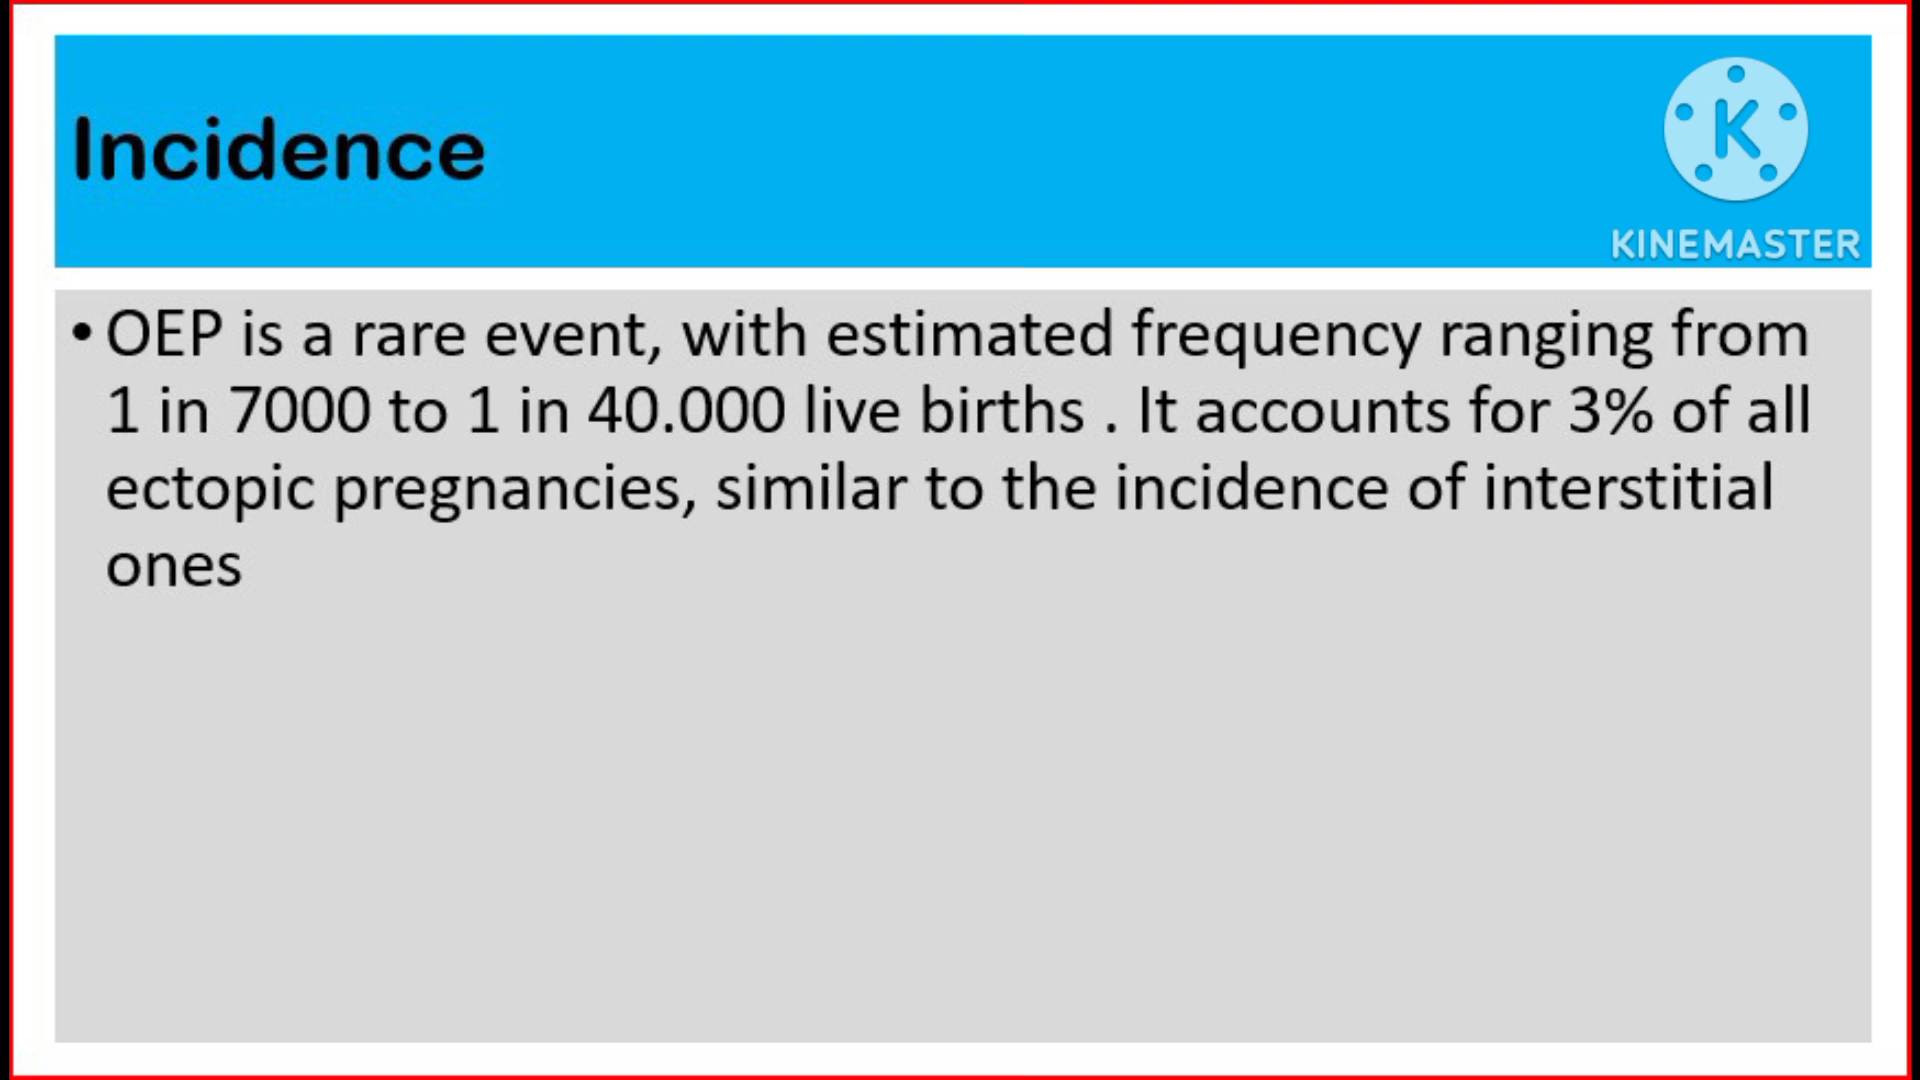 Incidence
K
KINEMASTER
• OEP is a rare event, with estimated frequency ranging from
1 in 7000 to 1 in 40.000 live births . It accounts for 3% of all
ectopic pregnancies, similar to the incidence of interstitial
ones